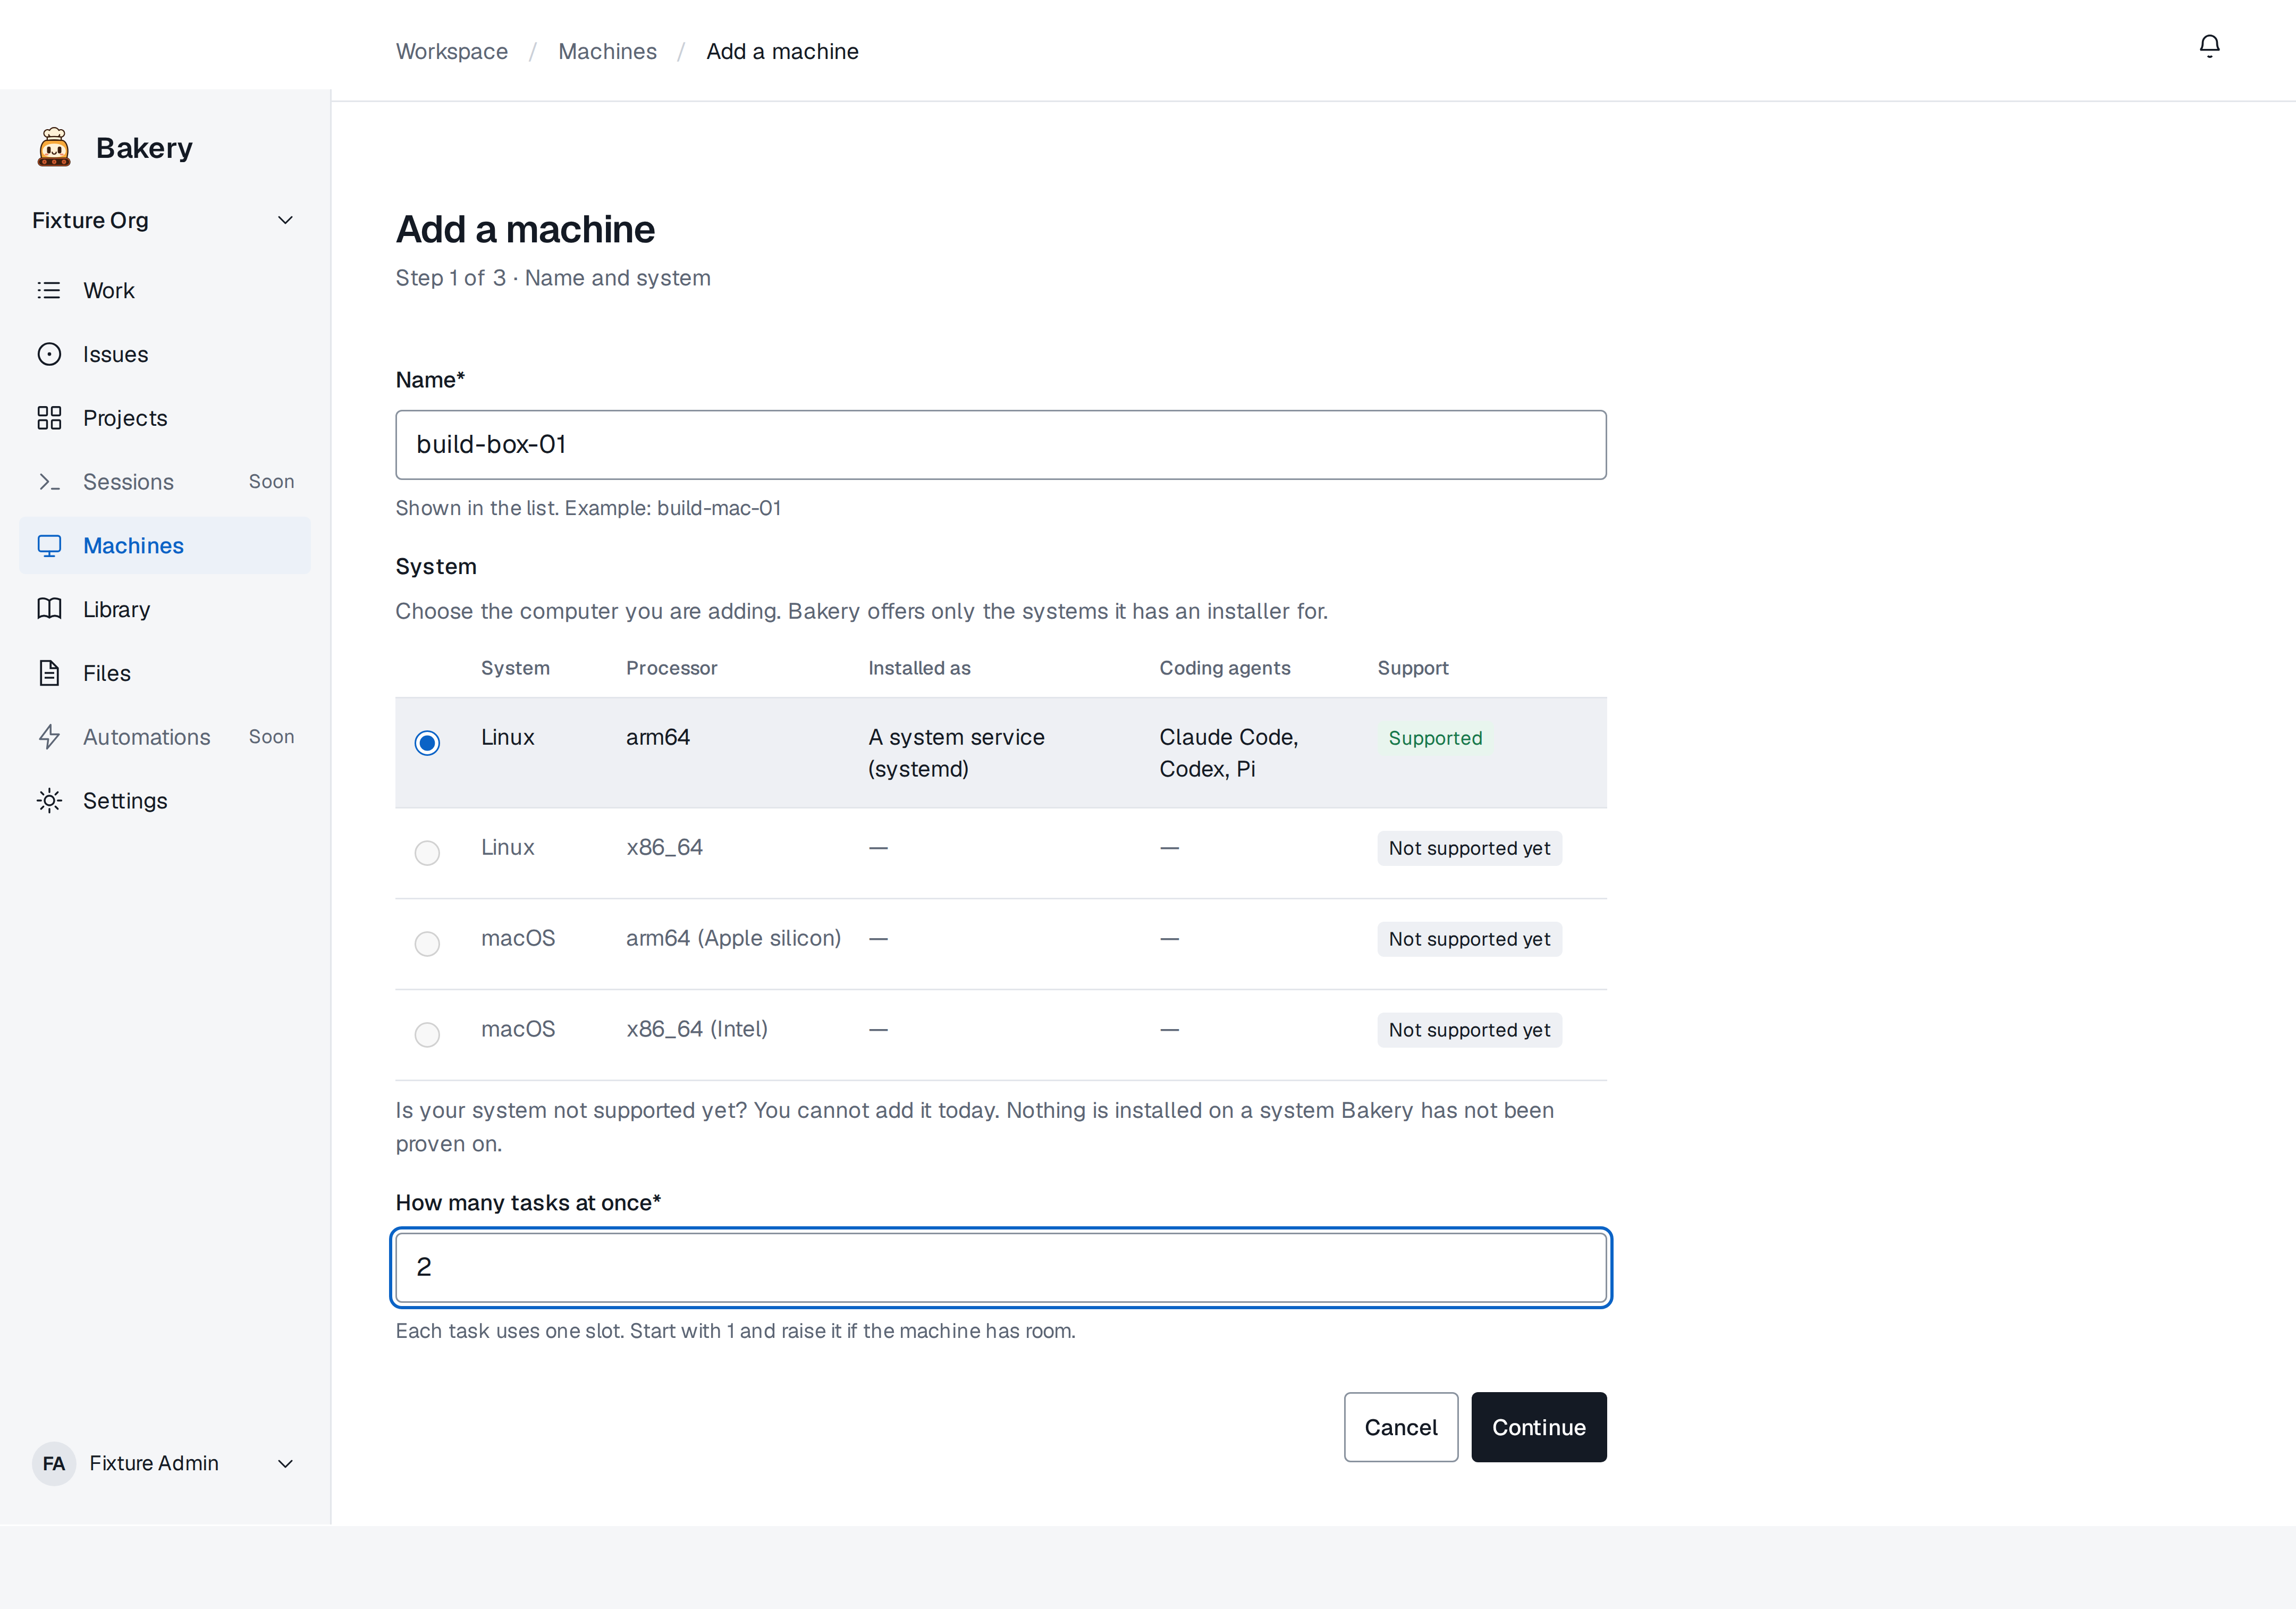 Workspace / Machines / Add a machine
Bakery
Fixture Org
Work
Issues
Projects
Sessions Soon
Machines
Library
Files
Automations Soon
Settings
FA Fixture Admin
Add a machine
Step 1 of 3 · Name and system
Name*
build-box-01
Shown in the list. Example: build-mac-01
System
Choose the computer you are adding. Bakery offers only the systems it has an installer for.
System Processor Installed as Coding agents Support
Linux arm64 A system service (systemd) Claude Code, Codex, Pi Supported
Linux x86_64 — — Not supported yet
macOS arm64 (Apple silicon) — — Not supported yet
macOS x86_64 (Intel) — — Not supported yet
Is your system not supported yet? You cannot add it today. Nothing is installed on a system Bakery has not been
proven on.
How many tasks at once*
2
Each task uses one slot. Start with 1 and raise it if the machine has room.
Cancel Continue